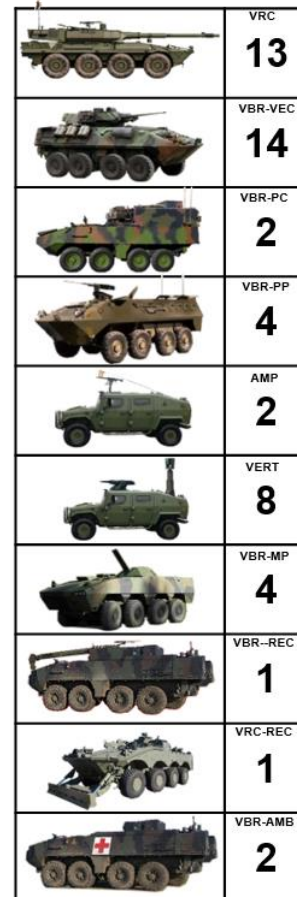 VRC
13
VBR-VEC
14
VBR-PC
2
VBR-PP
4
AMP
2
VERT
8
VBR-MP
4
VBR--REC
1
VRC-REC
1
VBR-AMB
2